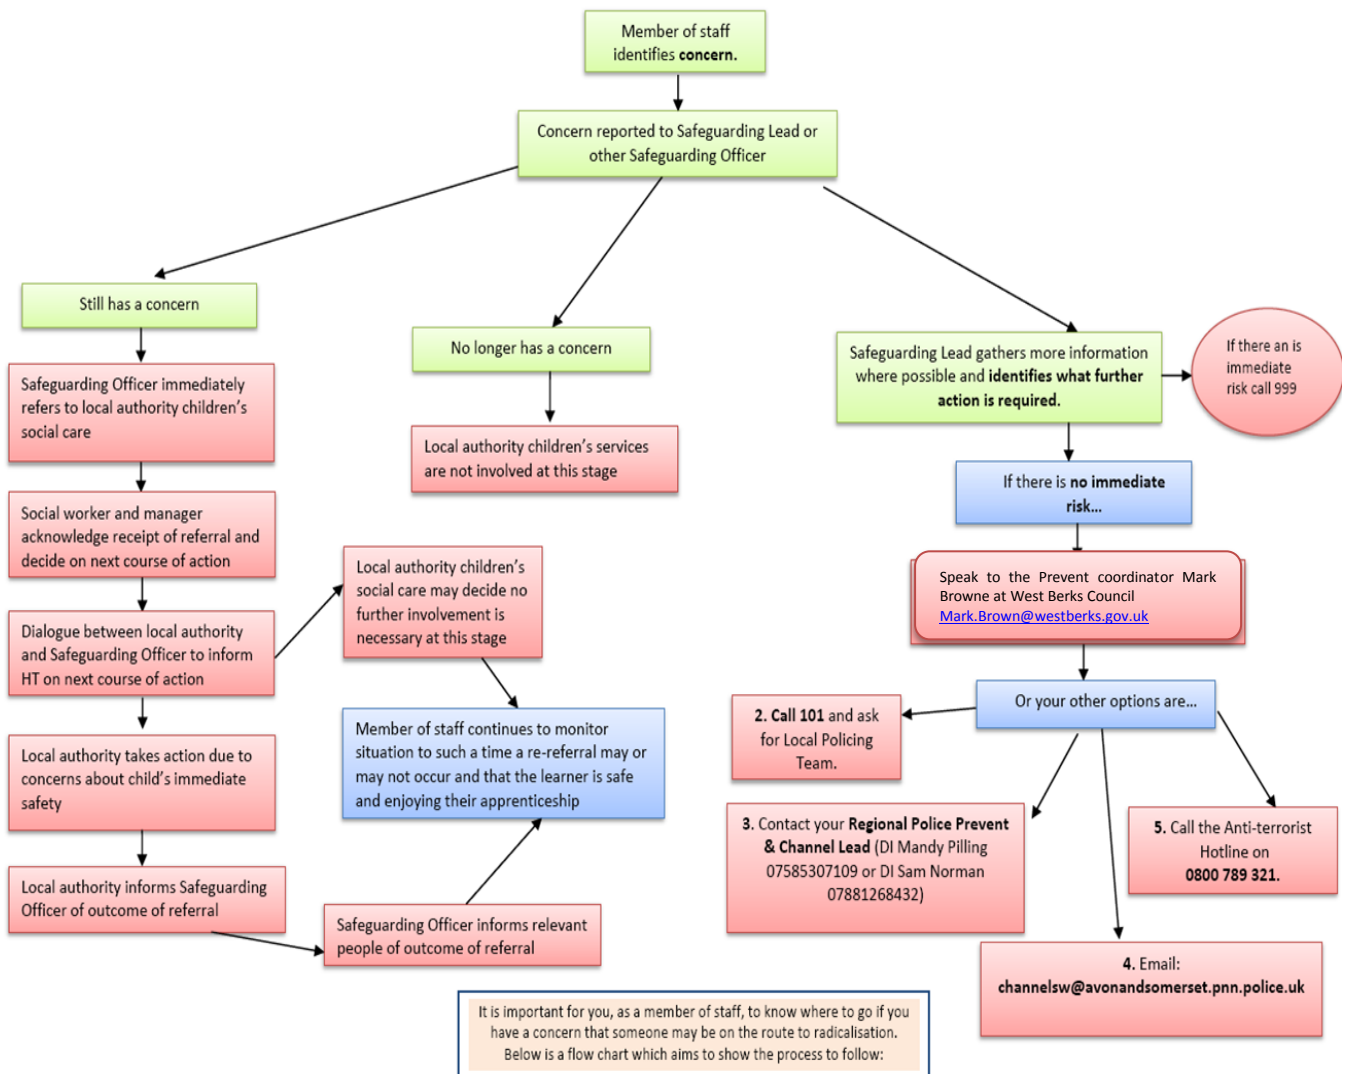 Member of staff
identifies concern.
Concern reported to Safeguarding Lead or
other Safeguarding Officer
Still has a concern
Safeguarding Officer immediately
refers to local authority children's
social care
Social worker and manager
acknowledge receipt of referral and
decide on next course of action
Dialogue between local authority
and Safeguarding Officer to inform
HT on next course of action
Local authority takes action due to
concerns about child's immediate
safety
Local authority informs Safeguarding
Officer of outcome of referral
No longer has a concern
Local authority children's services
are not involved at this stage
Local authority children's
social care may decide no
further involvement is
necessary at this stage
Member of staff continues to monitor
situation to such a time a re-referral may or
may not occur and that the learner is safe
and enjoying their apprenticeship
Safeguarding Officer informs relevant
people of outcome of referral
Safeguarding Lead gathers more information
where possible and identifies what further
action is required.
If there an is
immediate
risk call 999
If there is no immediate
risk...
Speak to the Prevent coordinator Mark
Browne at West Berks Council
Mark.Brown@westberks.gov.uk
Or your other options are...
2. Call 101 and ask
for Local Policing
Team.
3. Contact your Regional Police Prevent
& Channel Lead (DI Mandy Pilling
07585307109 or DI Sam Norman
07881268432)
5. Call the Anti-terrorist
Hotline on
0800 789 321.
4. Email:
channelsw@avonandsomerset.pnn.police.uk
It is important for you, as a member of staff, to know where to go if you
have a concern that someone may be on the route to radicalisation.
Below is a flow chart which aims to show the process to follow: